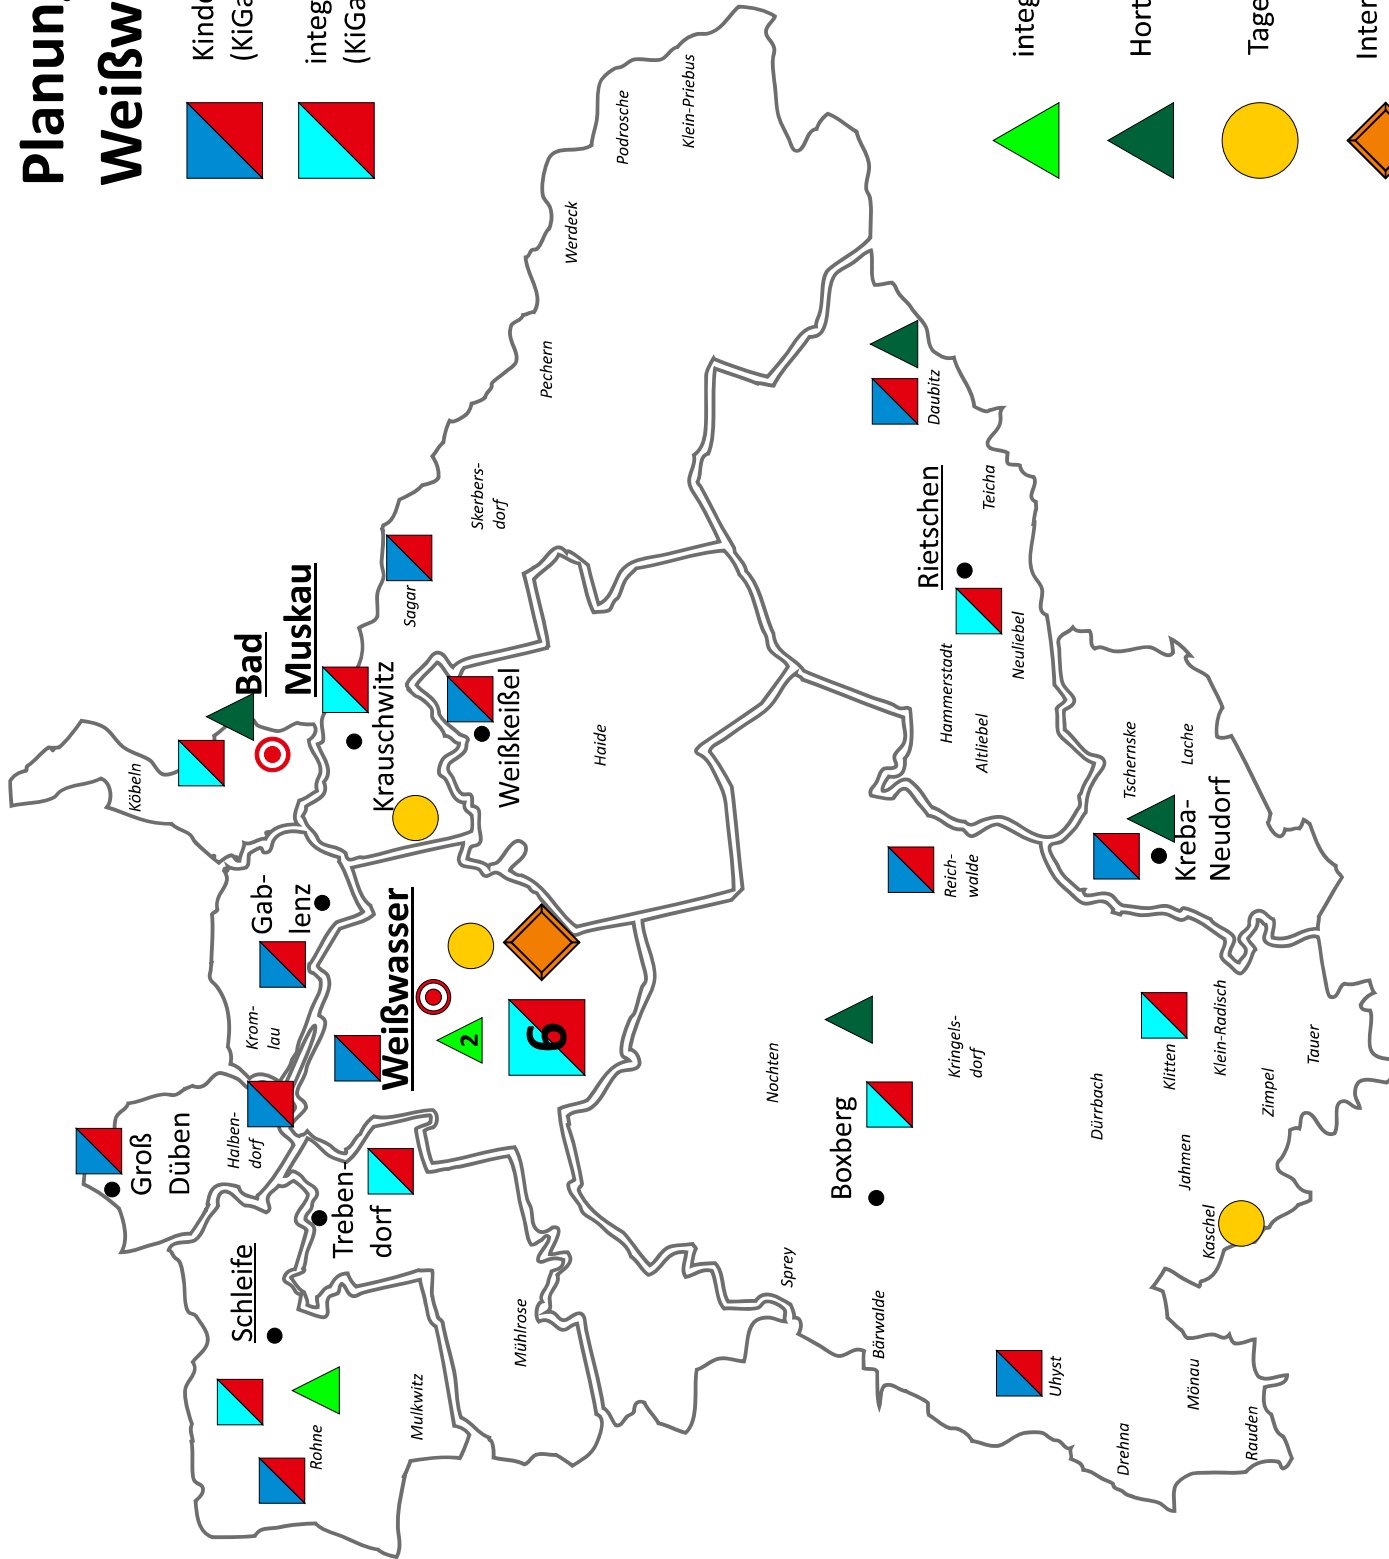 Planung
Weißw
Kinde
(KiGa
integ
(KiGa
integ
Hort
Tage
Inter
Podrosche
Klein-Priebus
Werdeck
Pechern
Skerbers-
dorf
Sagar
Bad
Muskau
Köbeln
Krauschwitz
Weißkeißel
Haide
Daubitz
Rietschen
Teicha
Neuliebel
Hammerstadt
Altliebel
Tschernske
Lache
Kreba-
Neudorf
Reich-
walde
Gab-
lenz
Krom-
lau
Weißwasser
2
6
Groß
Düben
Halben-
dorf
Treben-
dorf
Schleife
Rohne
Mulkwitz
Mühlrose
Nochten
Kringels-
dorf
Boxberg
Sprey
Bärwalde
Dürrbach
Klitten
Klein-Radisch
Zimpel
Tauer
Jahmen
Kaschel
Uhyst
Mönau
Drehna
Rauden